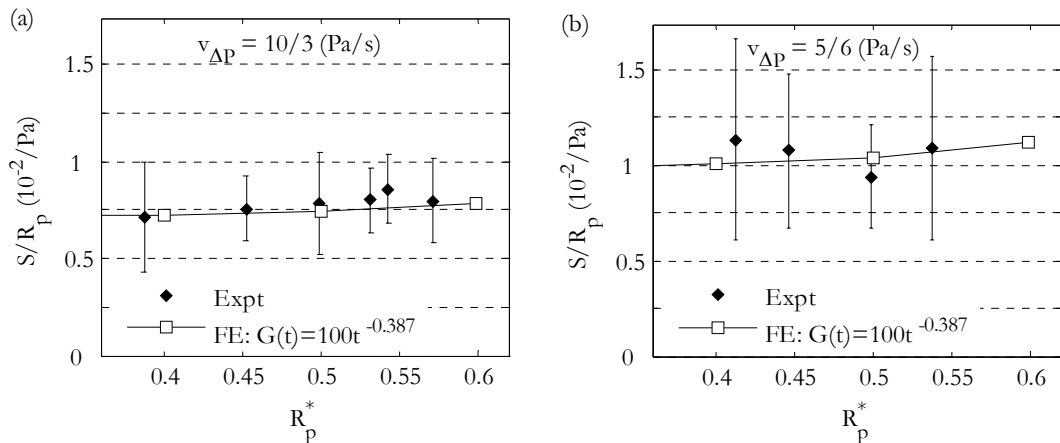 (a)
v_ΔP = 10/3 (Pa/s)
1.5
1
0.5
0
S/R_p (10^-2/Pa)
Expt
FE: G(t)=100t^-0.387
0.4 0.45 0.5 0.55 0.6
R_p^*
(b)
v_ΔP = 5/6 (Pa/s)
1.5
1
0.5
0
S/R_p (10^-2/Pa)
Expt
FE: G(t)=100t^-0.387
0.4 0.45 0.5 0.55 0.6
R_p^*